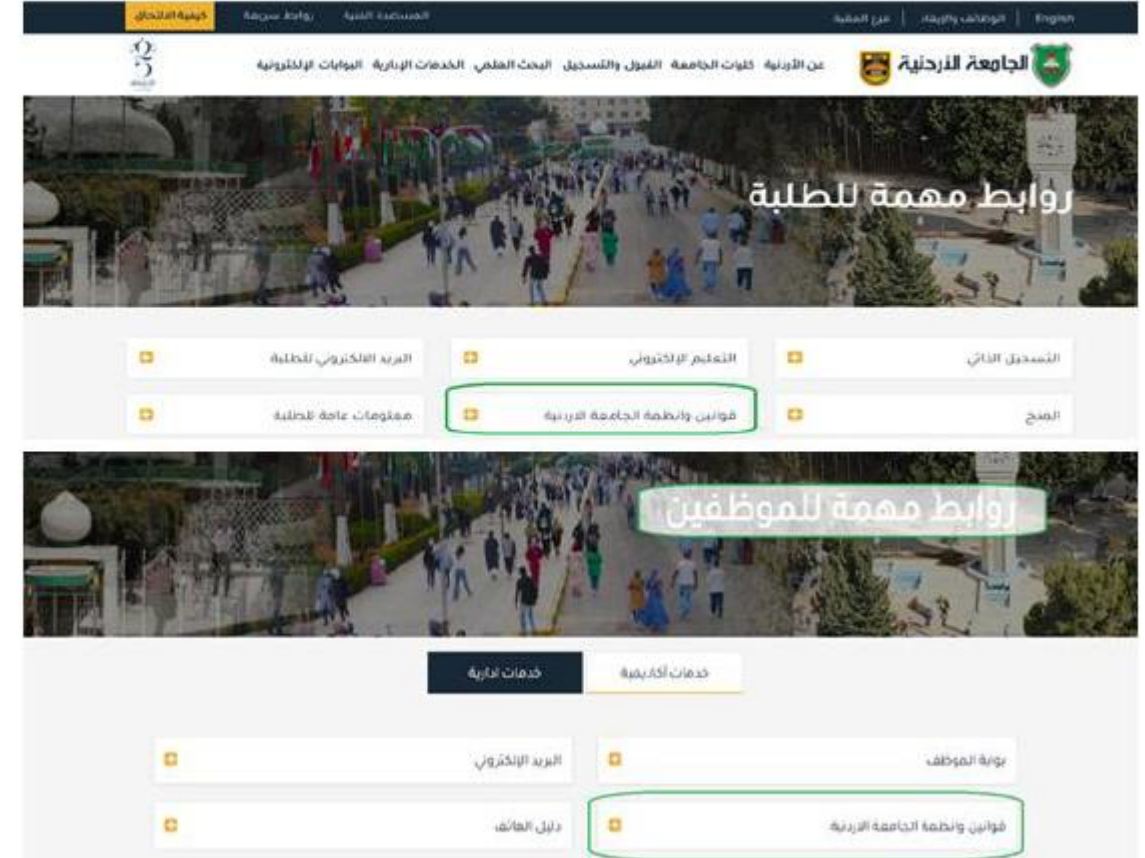 English | الوظائف والإيفاد | فرع العقبة
المساعدة الفنية روابط سريعة كيفية الالتحاق
الجامعة الأردنية
عن الأردنية كليات الجامعة القبول والتسجيل البحث العلمي الخدمات الإدارية البوابات الإلكترونية
روابط مهمة للطلبة
التسجيل الذاتي
التعليم الإلكتروني
البريد الالكتروني للطلبة
المنح
قوانين وانظمة الجامعة الاردنية
معلومات عامة للطلبة
روابط مهمة للموظفين
خدمات أكاديمية
خدمات ادارية
بوابة الموظف
البريد الإلكتروني
قوانين وانظمة الجامعة الاردنية
دليل الهاتف